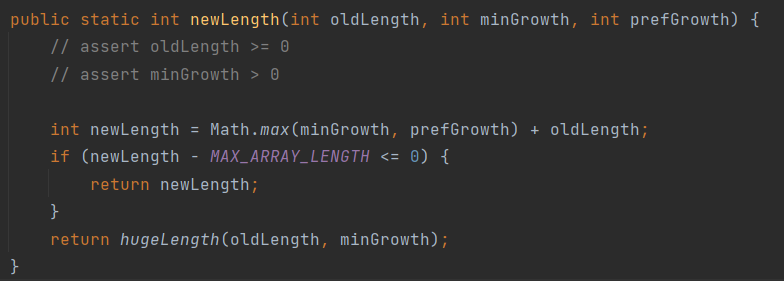 public static int newLength(int oldLength, int minGrowth, int prefGrowth) {
    // assert oldLength >= 0
    // assert minGrowth > 0

    int newLength = Math.max(minGrowth, prefGrowth) + oldLength;
    if (newLength - MAX_ARRAY_LENGTH <= 0) {
        return newLength;
    }
    return hugeLength(oldLength, minGrowth);
}